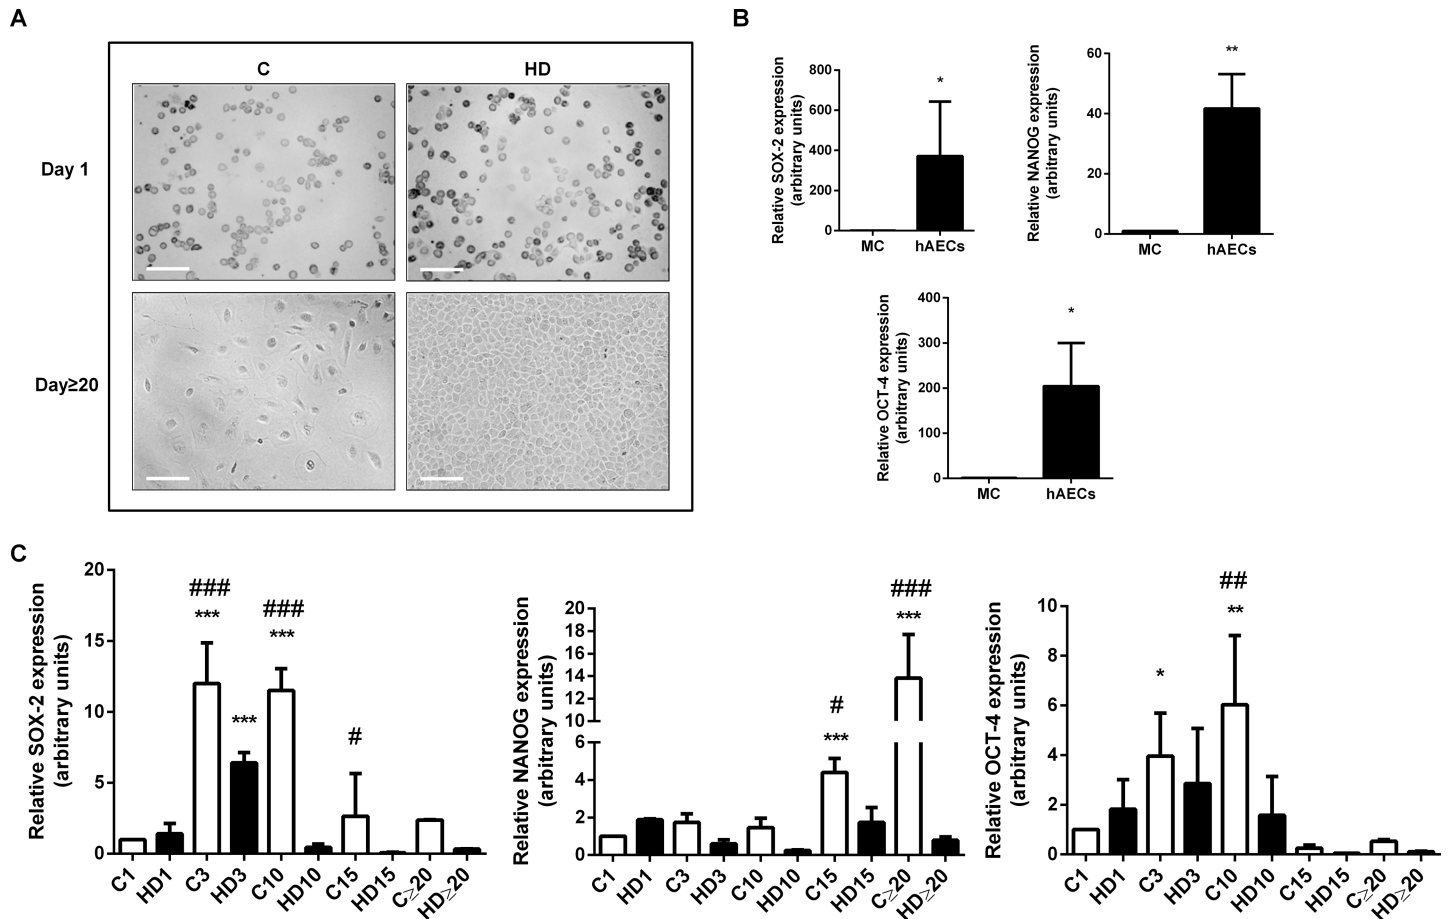 A
B
C
HD
Day 1
Day≥20
Relative SOX-2 expression
(arbitrary units)
800
600
400
200
0
*
MC
hAECs
Relative NANOG expression
(arbitrary units)
60
40
20
0
**
MC
hAECs
Relative OCT-4 expression
(arbitrary units)
400
300
200
100
0
*
MC
hAECs
C
Relative SOX-2 expression
(arbitrary units)
20
15
10
5
0
###
***
***
###
***
#
C1
HD1
C3
HD3
C10
HD10
C15
HD15
C≥20
HD≥20
Relative NANOG expression
(arbitrary units)
20
18
16
14
12
10
6
4
2
0
#
***
###
***
C1
HD1
C3
HD3
C10
HD10
C15
HD15
C≥20
HD≥20
Relative OCT-4 expression
(arbitrary units)
10
8
6
4
2
0
*
##
**
C1
HD1
C3
HD3
C10
HD10
C15
HD15
C≥20
HD≥20